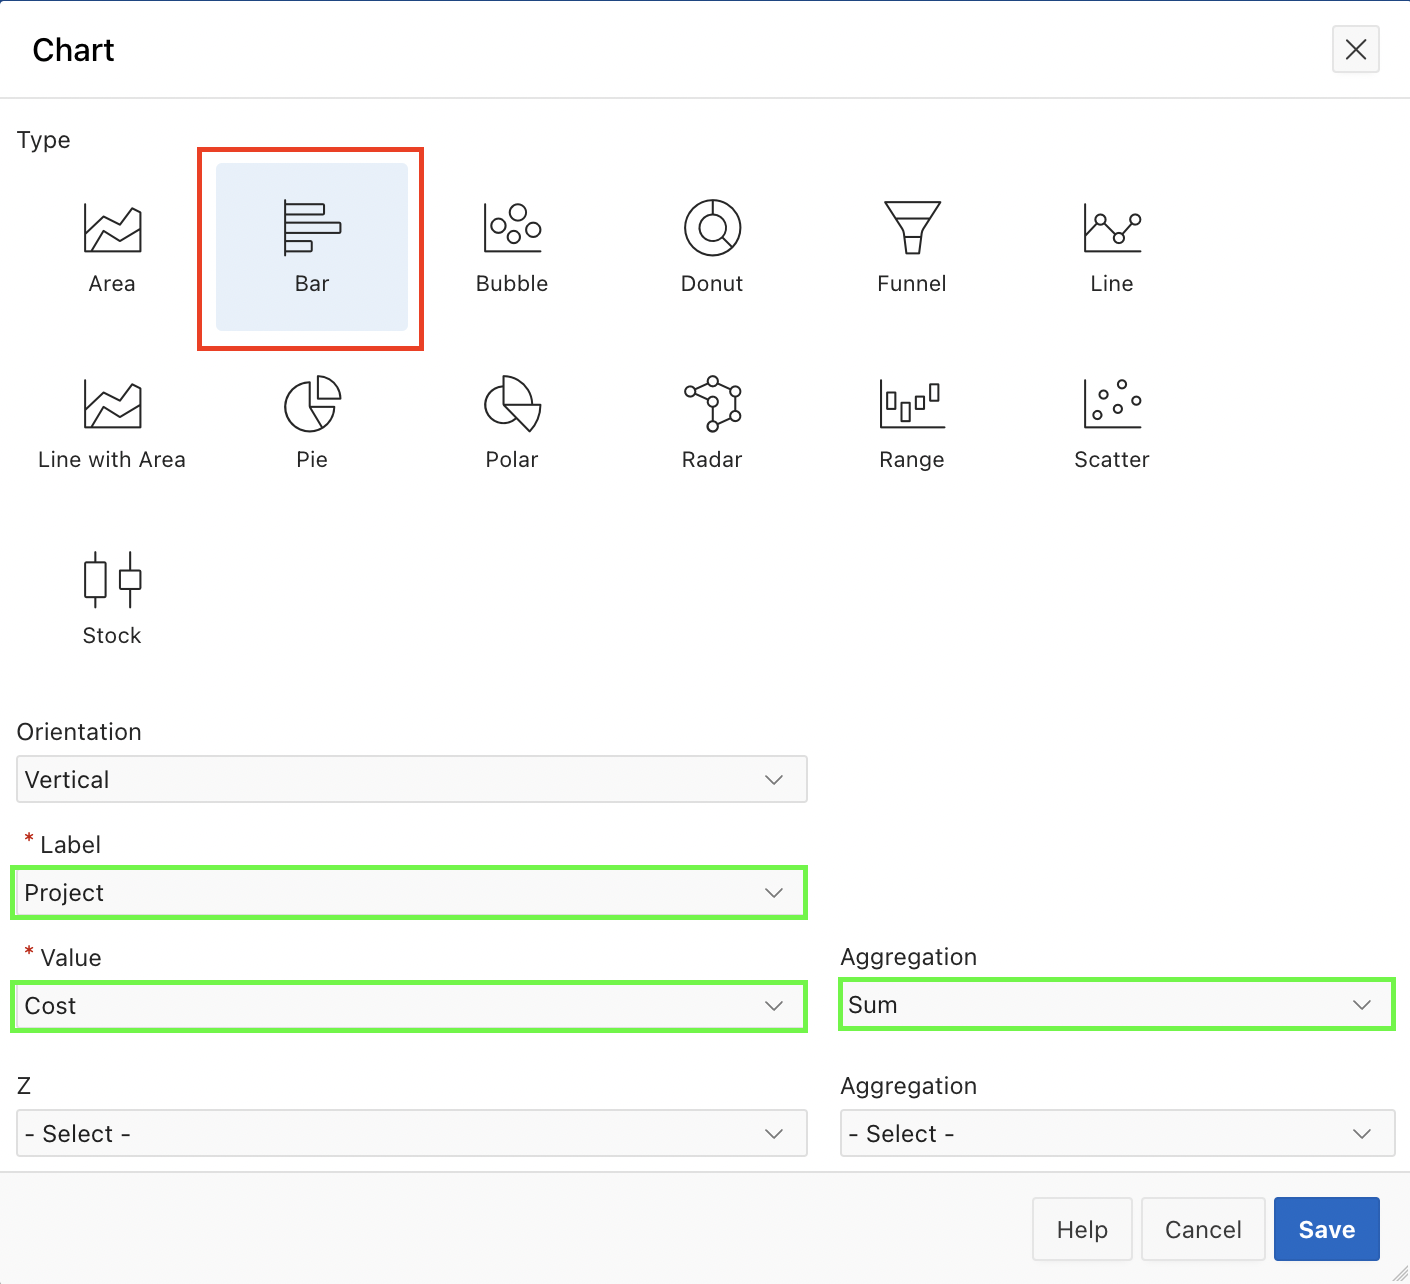 Chart
Type
Area
Bar
Bubble
Donut
Funnel
Line
Line with Area
Pie
Polar
Radar
Range
Scatter
Stock
Orientation
Vertical
* Label
Project
* Value
Aggregation
Cost
Sum
Z
Aggregation
- Select -
- Select -
Help
Cancel
Save